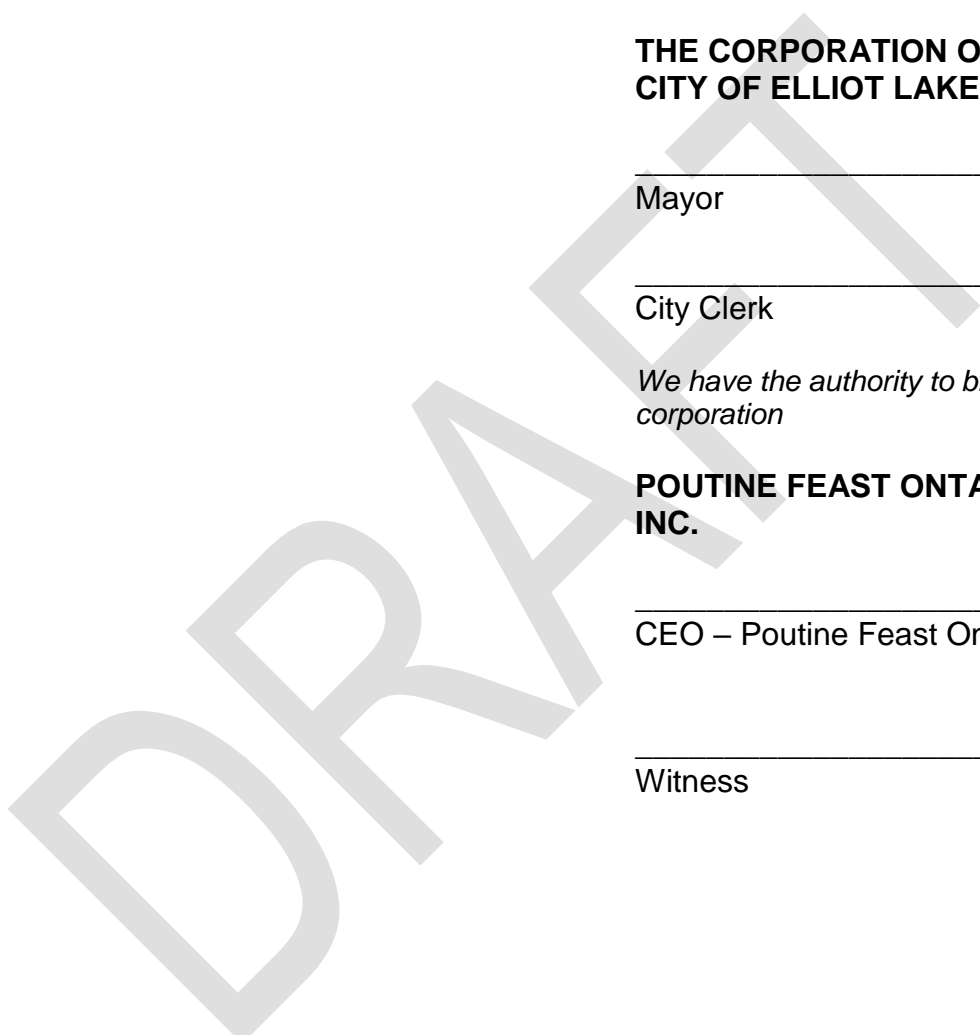 THE CORPORATION O
CITY OF ELLIOT LAKE
Mayor
City Clerk
We have the authority to b
corporation
POUTINE FEAST ONTA
INC.
CEO – Poutine Feast On
Witness
DRAFT